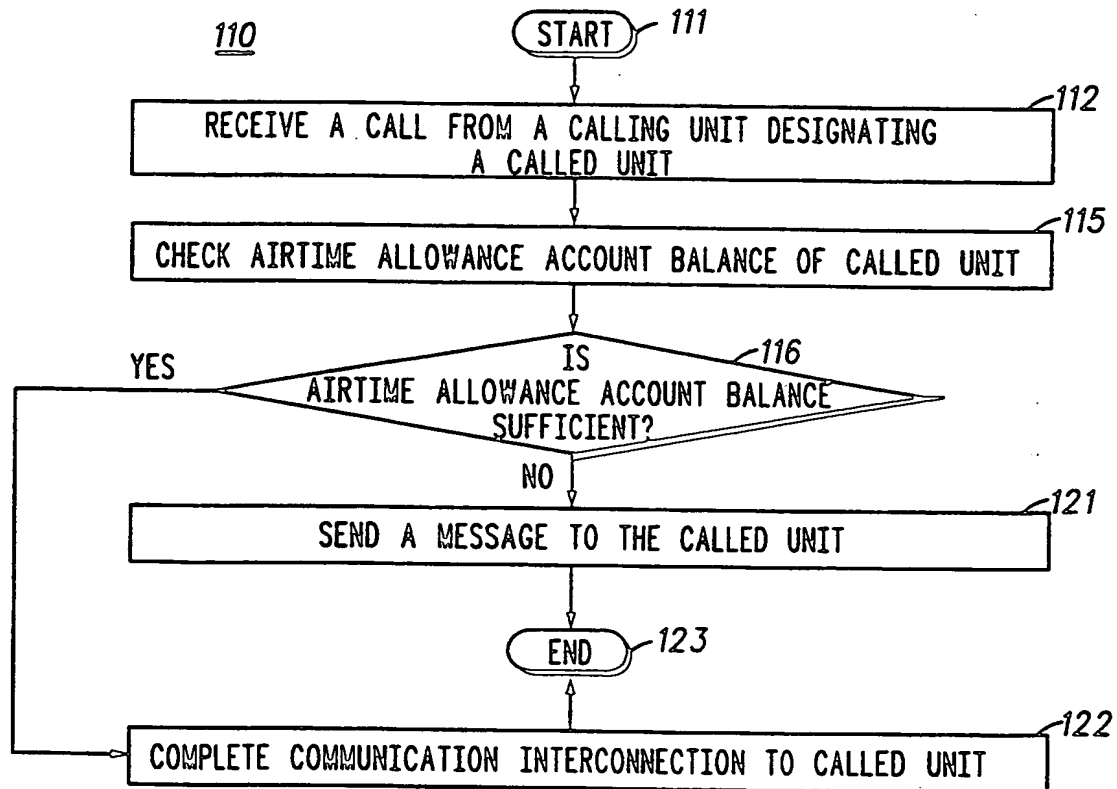 110
START
111
112
RECEIVE A CALL FROM A CALLING UNIT DESIGNATING
A CALLED UNIT
115
CHECK AIRTIME ALLOWANCE ACCOUNT BALANCE OF CALLED UNIT
116
YES
IS
AIRTIME ALLOWANCE ACCOUNT BALANCE
SUFFICIENT?
NO
121
SEND A MESSAGE TO THE CALLED UNIT
END
123
122
COMPLETE COMMUNICATION INTERCONNECTION TO CALLED UNIT